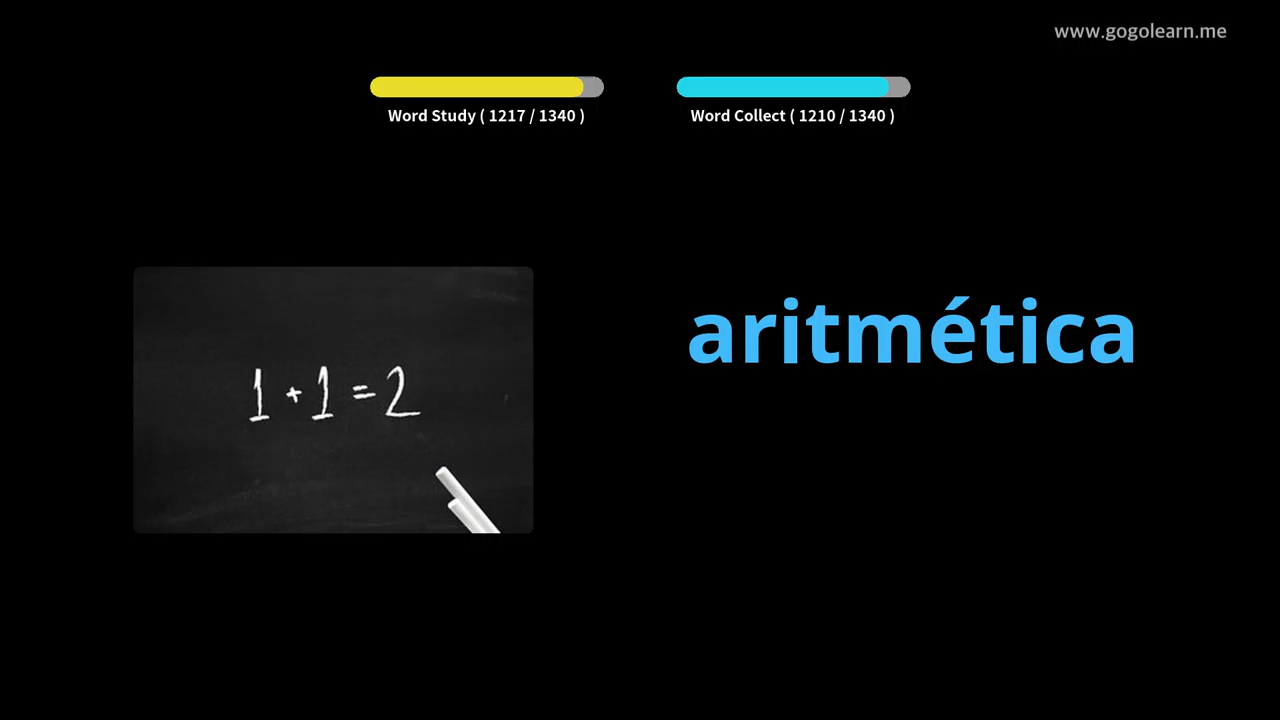 www.gogolearn.me
Word Study ( 1217 / 1340 )
Word Collect ( 1210 / 1340 )
aritmética
1 + 1 = 2